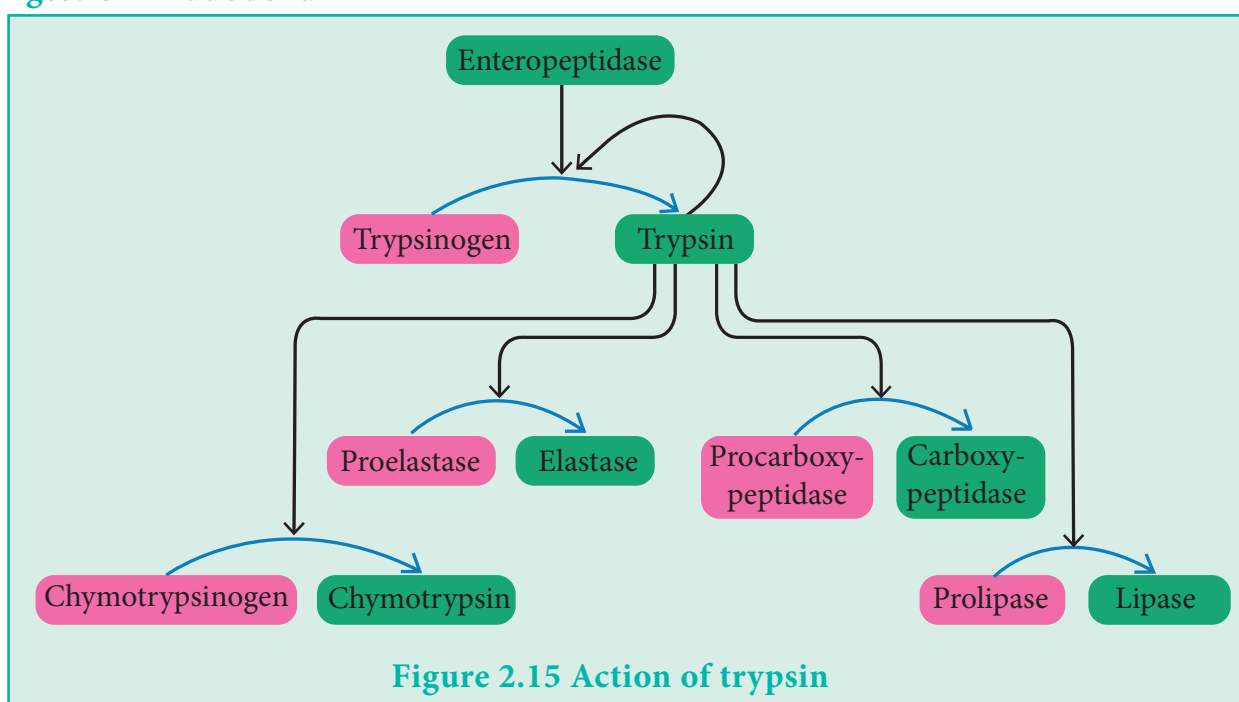 Enteropeptidase
Trypsinogen
Trypsin
Proelastase
Elastase
Procarboxy-
peptidase
Carboxy-
peptidase
Chymotrypsinogen
Chymotrypsin
Prolipase
Lipase
Figure 2.15 Action of trypsin